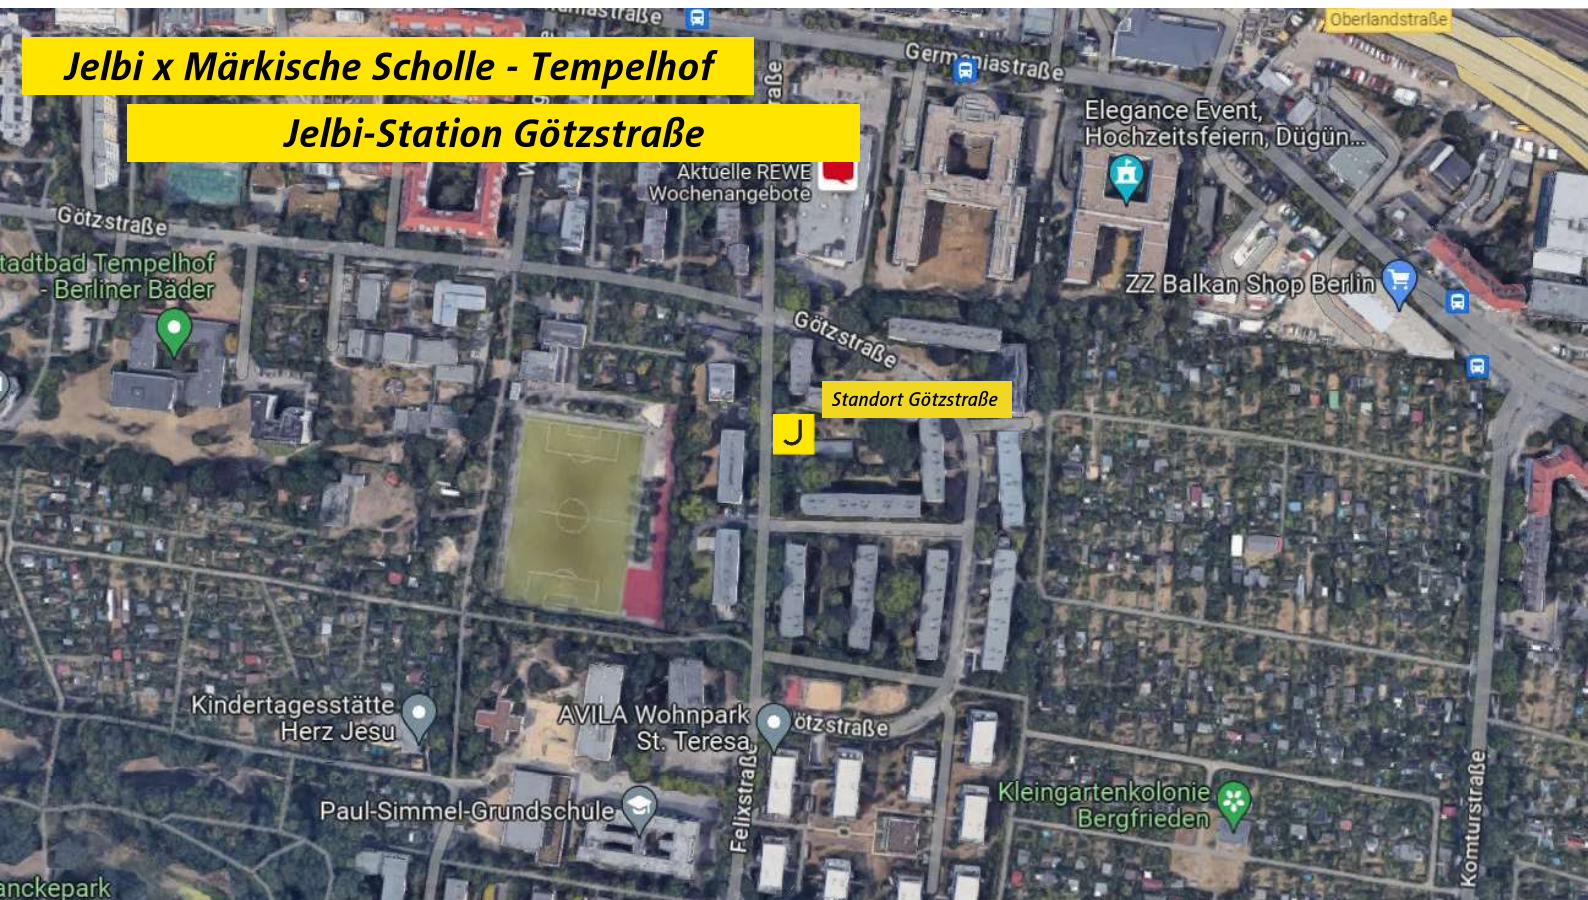 Germaniastraße
Oberlandstraße
Jelbi x Märkische Scholle - Tempelhof
Jelbi-Station Götzstraße
Elegance Event,
Hochzeitsfeiern, Dügün...
Aktuelle REWE
Wochenangebote
Götzstraße
tadtbad Tempelhof
- Berliner Bäder
ZZ Balkan Shop Berlin
Götzstraße
Standort Götzstraße
J
Kindertagesstätte
Herz Jesu
AVILA Wohnpark
St. Teresa
ötzstraße
Felixstraße
Paul-Simmel-Grundschule
Kleingartenkolonie
Bergfrieden
Komturstraße
anckepark